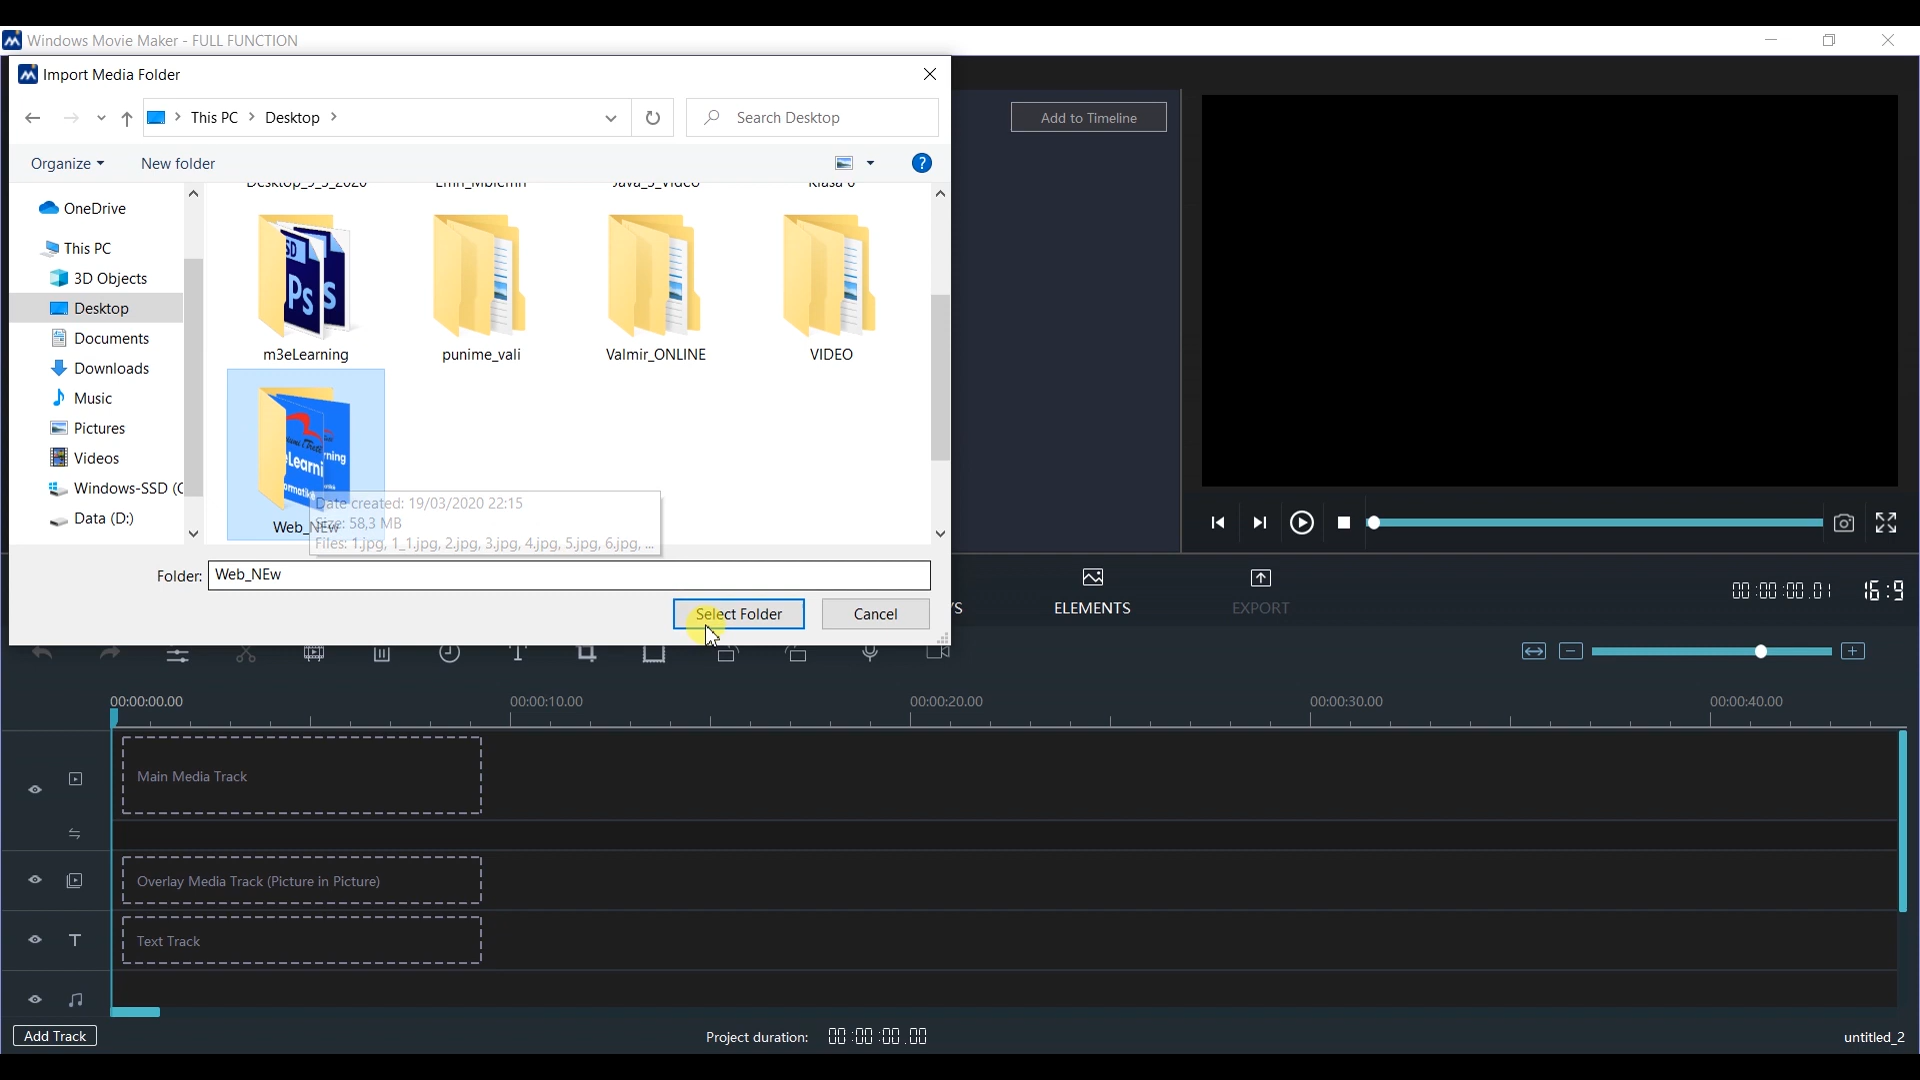 Windows Movie Maker - FULL FUNCTION
Import Media Folder
This PC > Desktop >
Search Desktop
Add to Timeline
Organize
New folder
OneDrive
This PC
3D Objects
Desktop
Documents
Downloads
Music
Pictures
Videos
Windows-SSD (C
Data (D:)
m3eLearning
punime_vali
Valmir_ONLINE
VIDEO
Web_NEw
Date created: 19/03/2020 22:15
Size: 58,3 MB
Files: 1.jpg, 1_1.jpg, 2.jpg, 3.jpg, 4.jpg, 5.jpg, 6.jpg, ...
Folder: Web_NEw
Select Folder
Cancel
ELEMENTS
EXPORT
00:00:00.01
16:9
00:00:00.00
00:00:10.00
00:00:20.00
00:00:30.00
00:00:40.00
Main Media Track
Overlay Media Track (Picture in Picture)
Text Track
Add Track
Project duration: 00:00:00.00
untitled_2